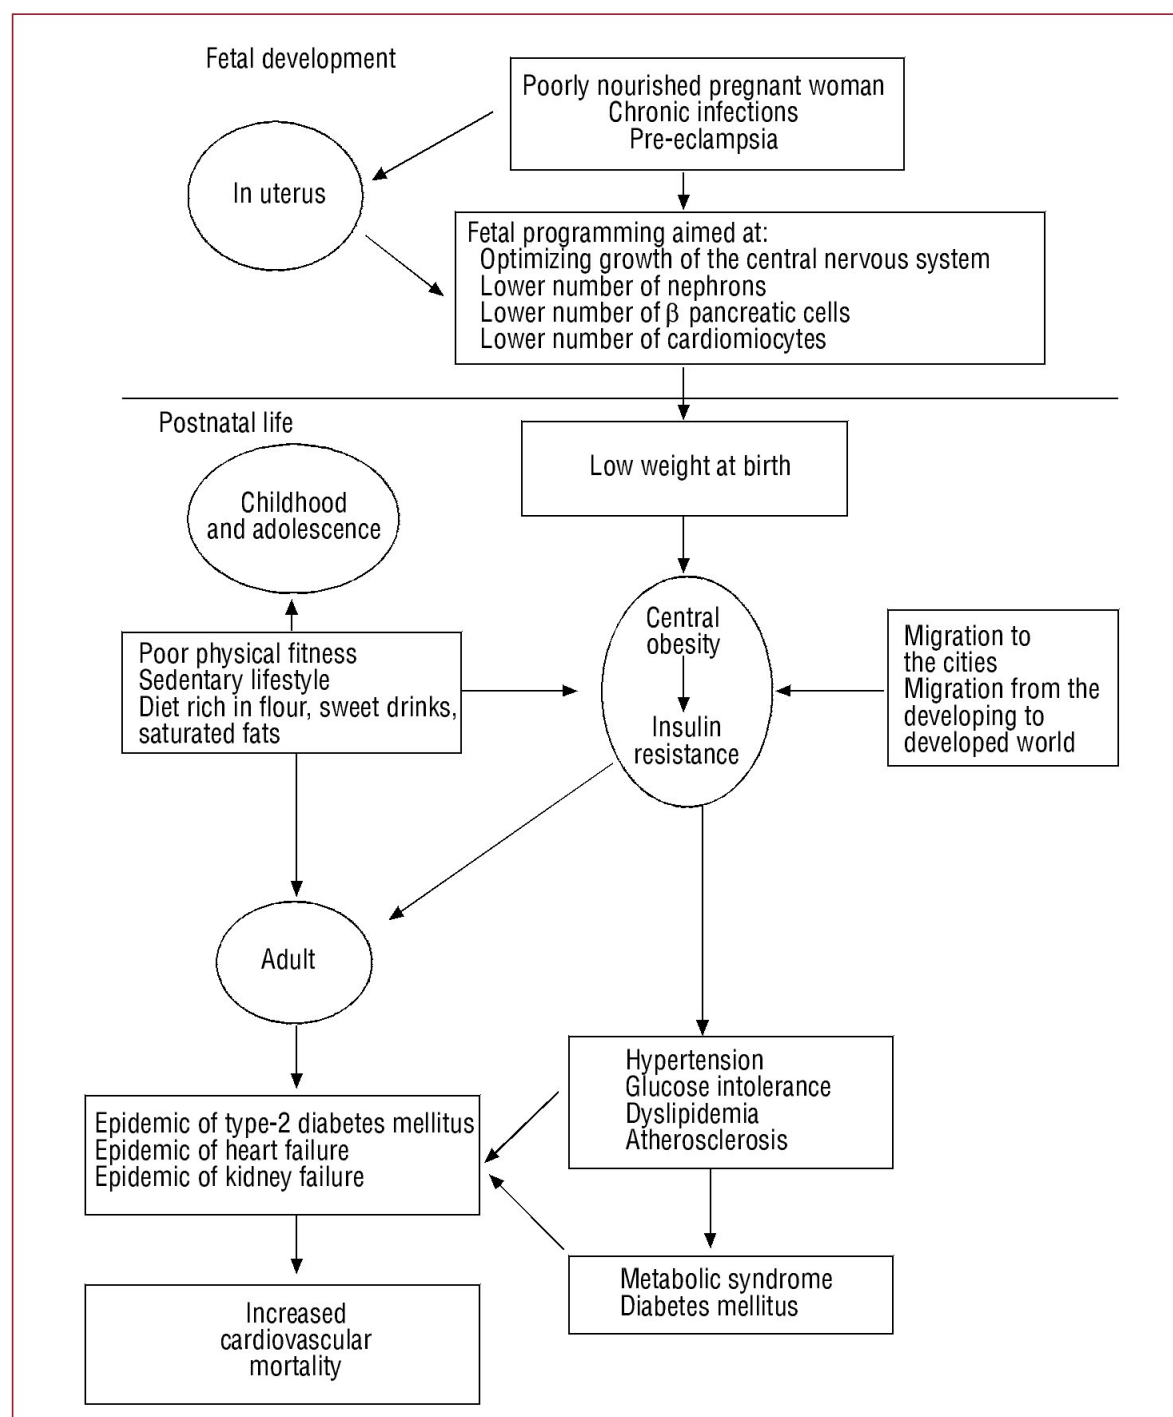 Fetal development
Poorly nourished pregnant woman
Chronic infections
Pre-eclampsia
In uterus
Fetal programming aimed at:
Optimizing growth of the central nervous system
Lower number of nephrons
Lower number of β pancreatic cells
Lower number of cardiomiocytes
Postnatal life
Low weight at birth
Childhood
and adolescence
Central
obesity
Insulin
resistance
Poor physical fitness
Sedentary lifestyle
Diet rich in flour, sweet drinks,
saturated fats
Migration to
the cities
Migration from the
developing to
developed world
Adult
Hypertension
Glucose intolerance
Dyslipidemia
Atherosclerosis
Epidemic of type-2 diabetes mellitus
Epidemic of heart failure
Epidemic of kidney failure
Metabolic syndrome
Diabetes mellitus
Increased
cardiovascular
mortality